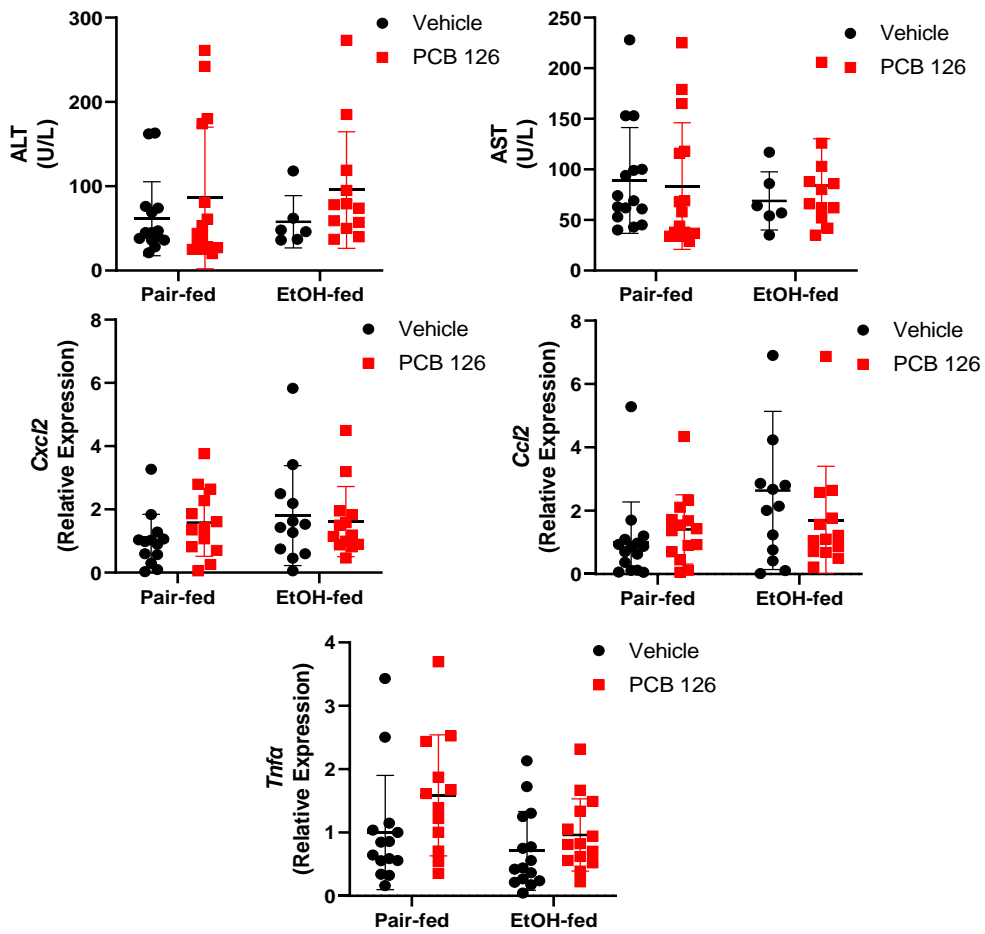 300
200
100
0
ALT
(U/L)
Vehicle
PCB 126
Pair-fed
EtOH-fed
250
200
150
100
50
0
AST
(U/L)
Vehicle
PCB 126
Pair-fed
EtOH-fed
8
6
4
2
0
Cxcl2
(Relative Expression)
Vehicle
PCB 126
Pair-fed
EtOH-fed
8
6
4
2
0
Ccl2
(Relative Expression)
Vehicle
PCB 126
Pair-fed
EtOH-fed
4
3
2
1
0
Tnfα
(Relative Expression)
Vehicle
PCB 126
Pair-fed
EtOH-fed